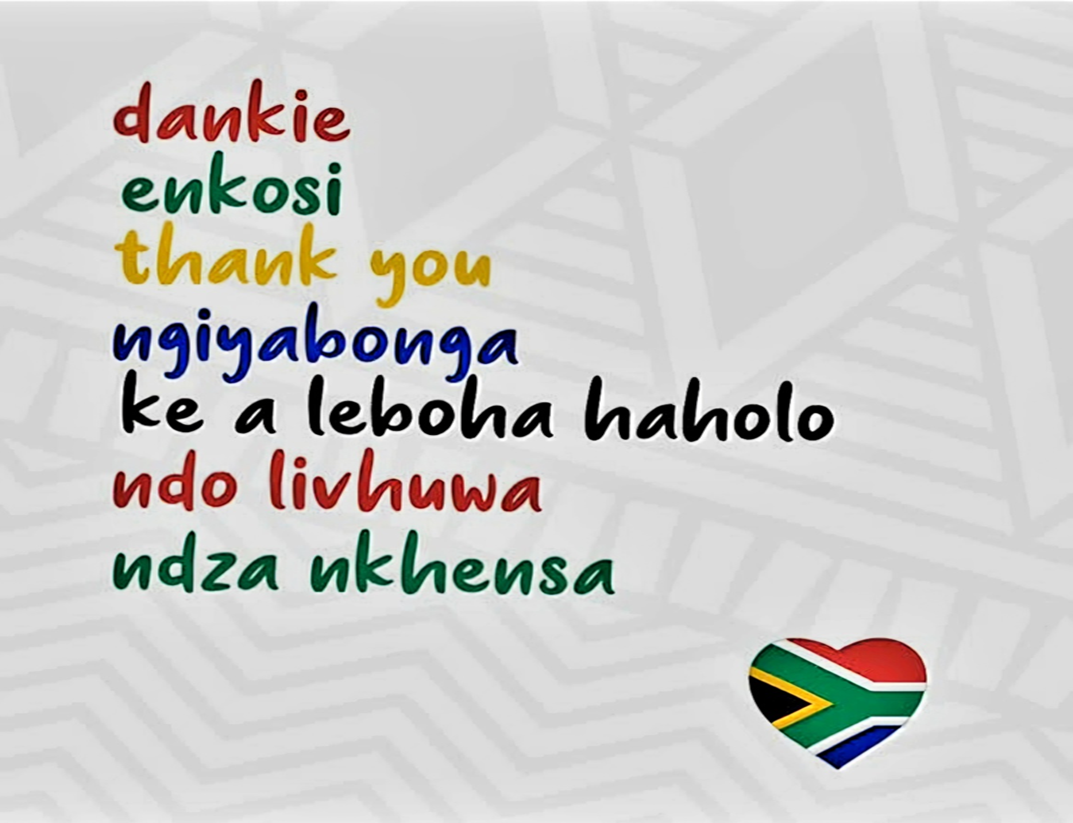 dankie
enkosi
thank you
ngiyabonga
ke a leboha haholo
ndo livhuwa
ndza nkhensa